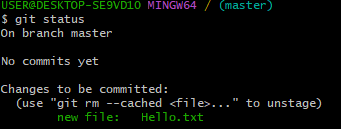 USER@DESKTOP-SE9VD10 MINGW64 / (master)
$ git status
On branch master
No commits yet
Changes to be committed:
(use "git rm --cached <file>..." to unstage)
new file: Hello.txt